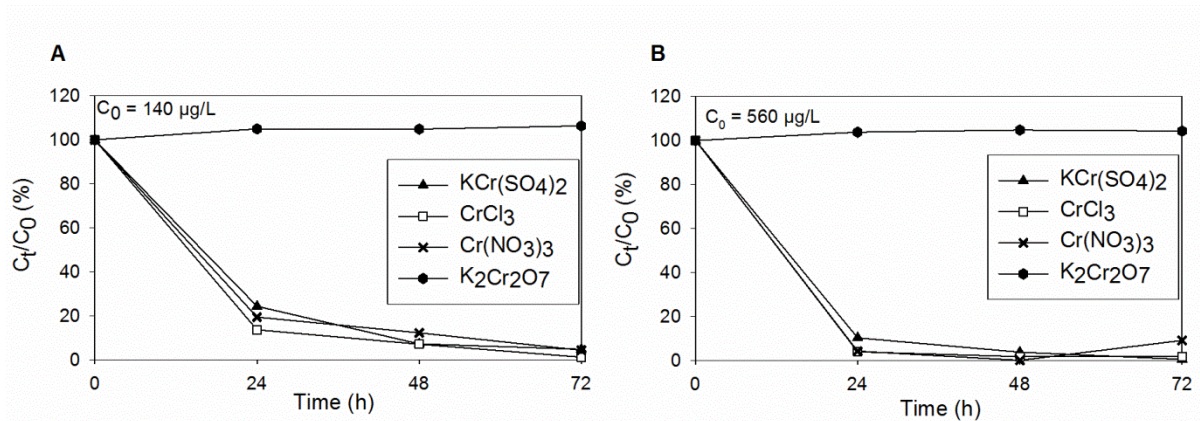 A
C0 = 140 µg/L
120
100
80
60
40
20
0
Ct/C0 (%)
KCr(SO4)2
CrCl3
Cr(NO3)3
K2Cr2O7
0 24 48 72
Time (h)
B
C0 = 560 µg/L
120
100
80
60
40
20
0
Ct/C0 (%)
KCr(SO4)2
CrCl3
Cr(NO3)3
K2Cr2O7
0 24 48 72
Time (h)